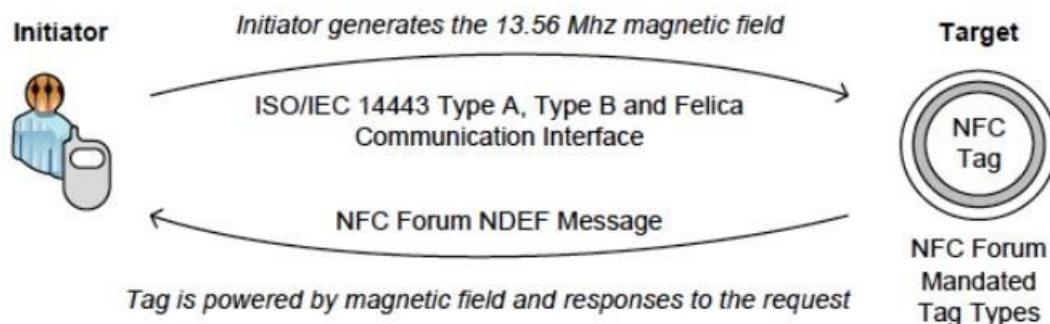 Initiator generates the 13.56 Mhz magnetic field
Initiator
Target
ISO/IEC 14443 Type A, Type B and Felica
Communication Interface
NFC
Tag
NFC Forum NDEF Message
NFC Forum
Mandated
Tag Types
Tag is powered by magnetic field and responses to the request